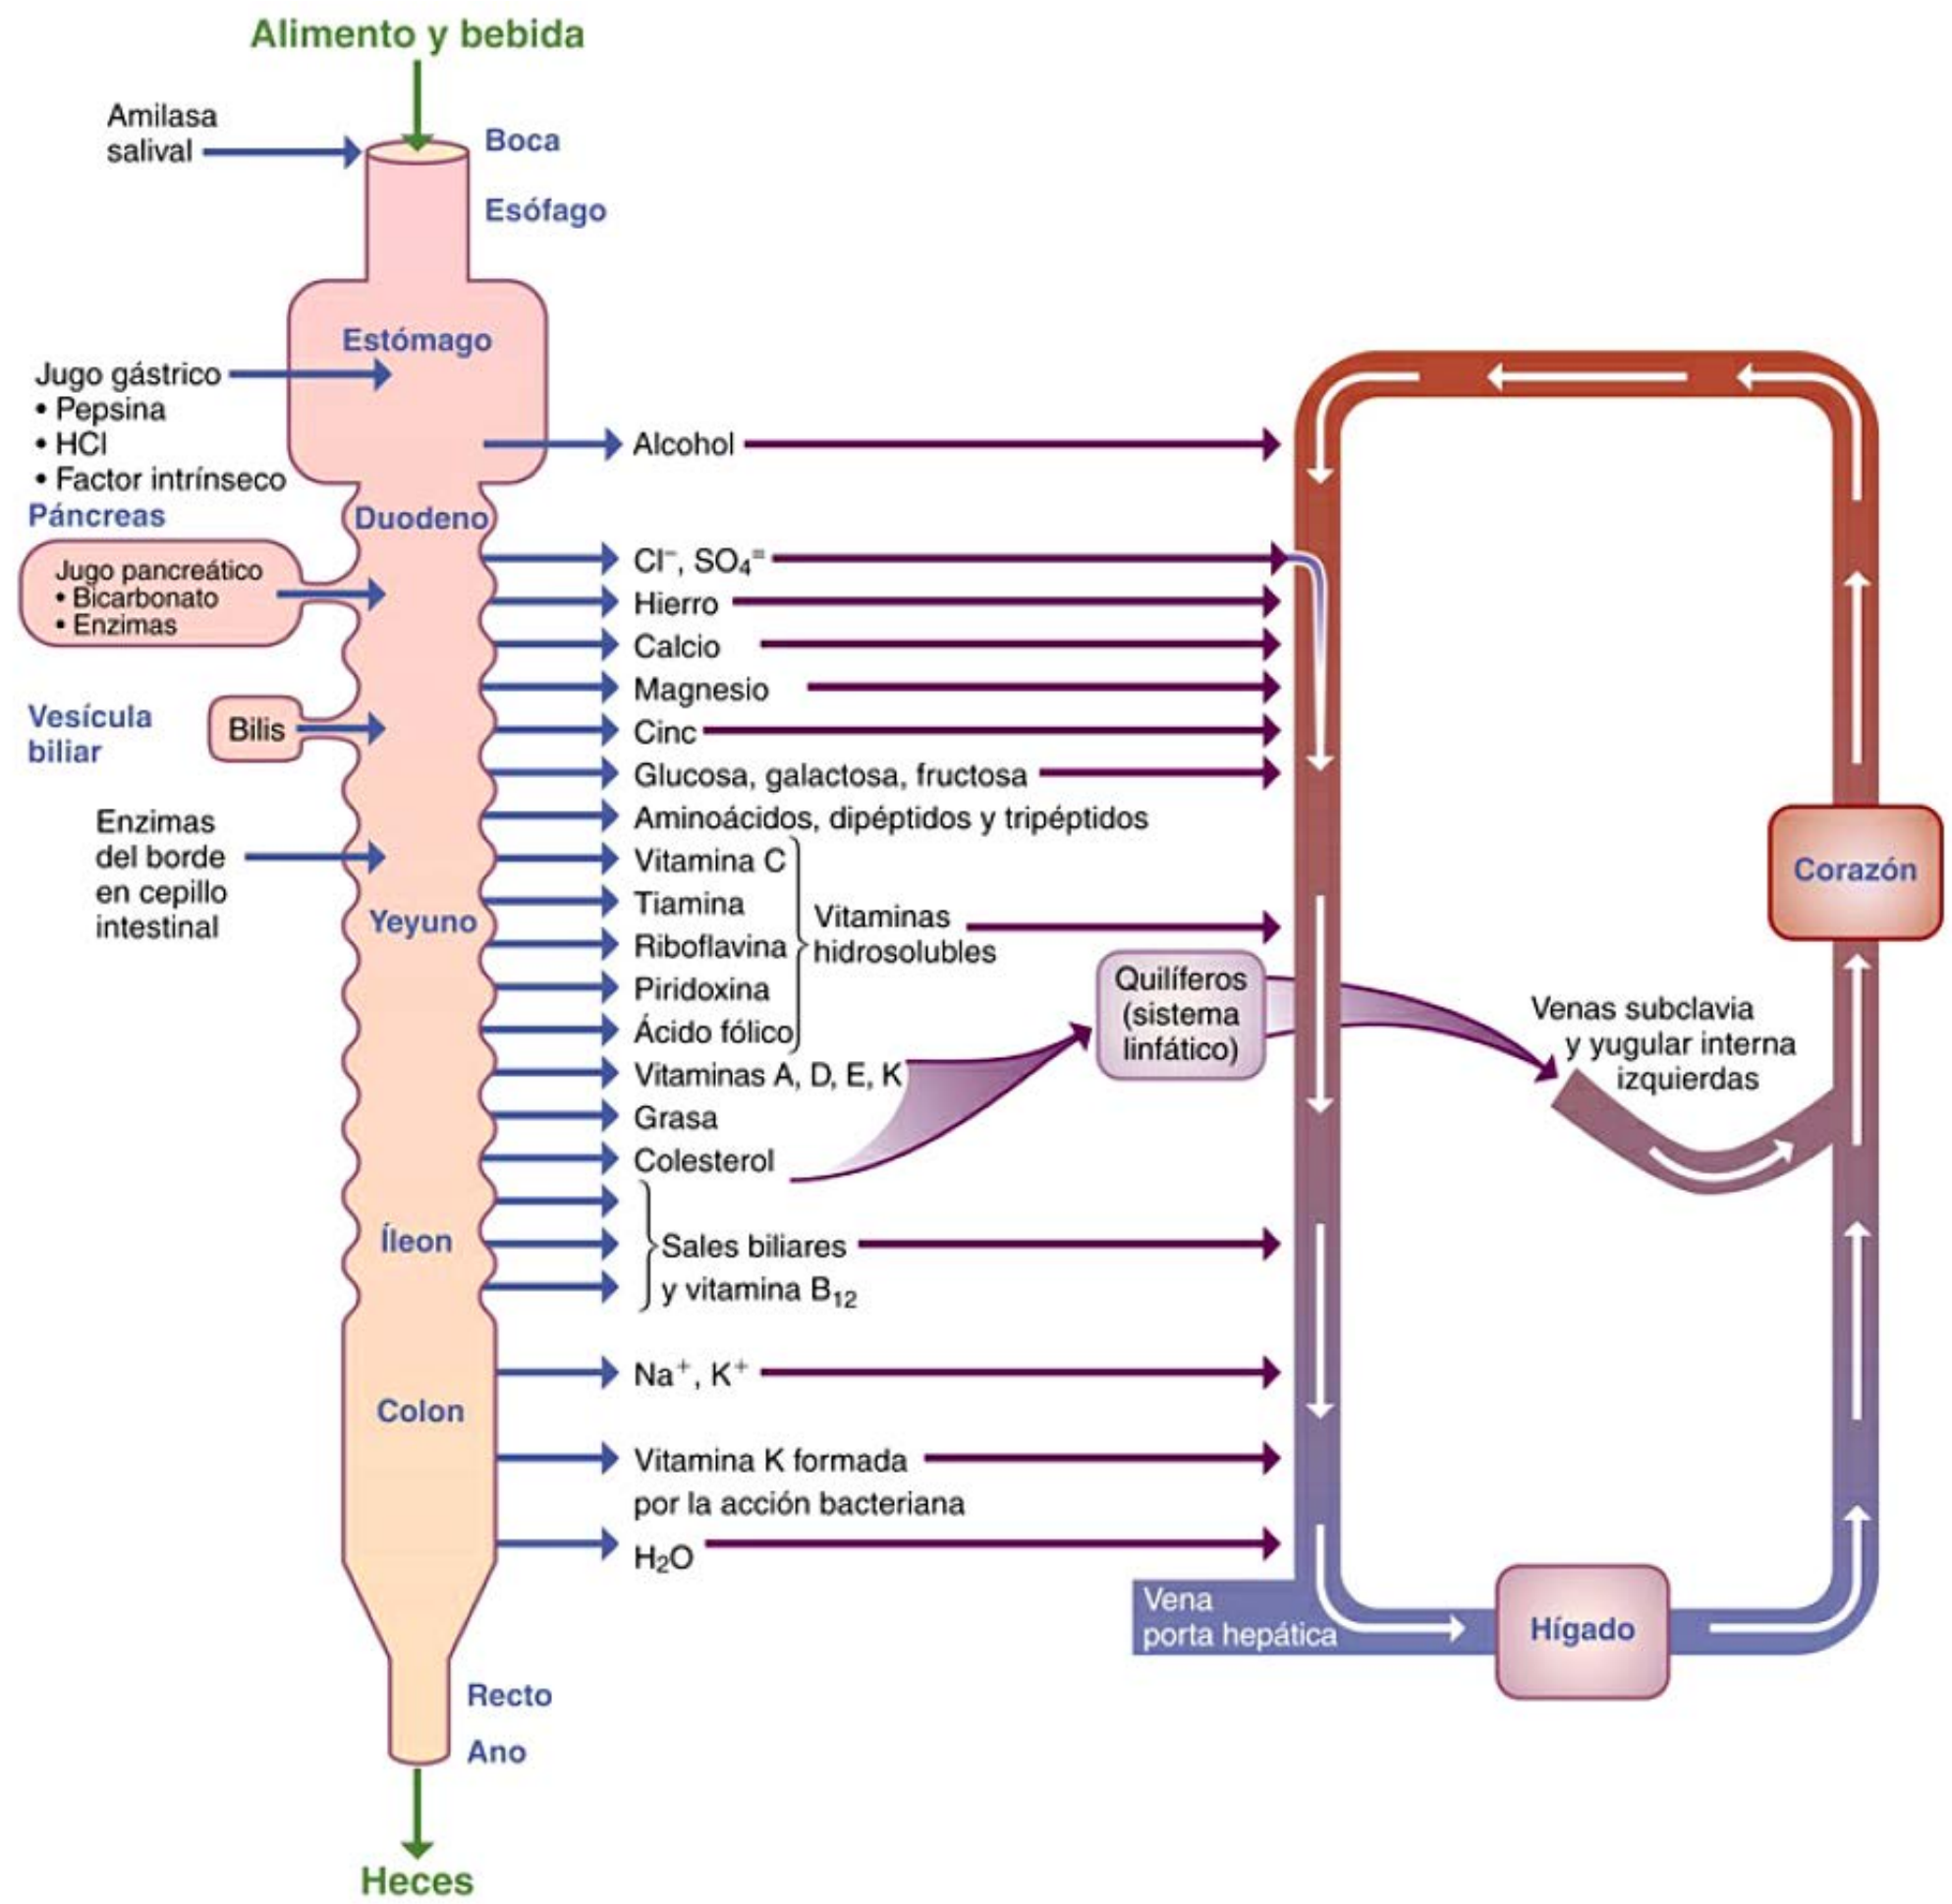 Alimento y bebida
Amilasa
salival
Boca
Esófago
Estómago
Jugo gástrico
• Pepsina
• HCl
• Factor intrínseco
Alcohol
Páncreas
Duodeno
Jugo pancreático
• Bicarbonato
• Enzimas
Cl⁻, SO₄⁼
Hierro
Calcio
Magnesio
Vesícula
biliar
Bilis
Cinc
Glucosa, galactosa, fructosa
Aminoácidos, dipéptidos y tripéptidos
Enzimas
del borde
en cepillo
intestinal
Yeyuno
Vitamina C
Tiamina
Riboflavina
Piridoxina
Ácido fólico
Vitaminas
hidrosolubles
Vitaminas A, D, E, K
Grasa
Colesterol
Quilíferos
(sistema
linfático)
Venas subclavia
y yugular interna
izquierdas
Corazón
Íleon
Sales biliares
y vitamina B₁₂
Colon
Na⁺, K⁺
Vitamina K formada
por la acción bacteriana
H₂O
Vena
porta hepática
Hígado
Recto
Ano
Heces